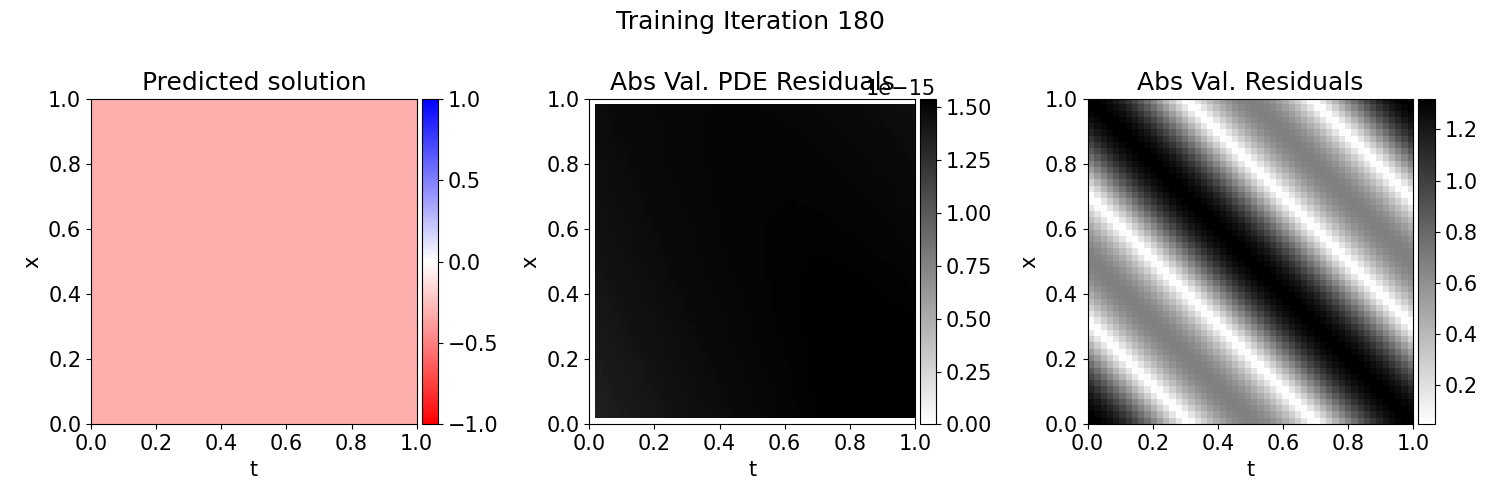 Training Iteration 180
Predicted solution
1.0
0.8
0.6
0.4
0.2
0.0
x
0.0 0.2 0.4 0.6 0.8 1.0
t
1.0
0.5
0.0
−0.5
−1.0
Abs Val. PDE Residuals
1e−15
1.0
0.8
0.6
0.4
0.2
0.0
x
0.0 0.2 0.4 0.6 0.8 1.0
t
1.50
1.25
1.00
0.75
0.50
0.25
0.00
Abs Val. Residuals
1.0
0.8
0.6
0.4
0.2
0.0
x
0.0 0.2 0.4 0.6 0.8 1.0
t
1.2
1.0
0.8
0.6
0.4
0.2